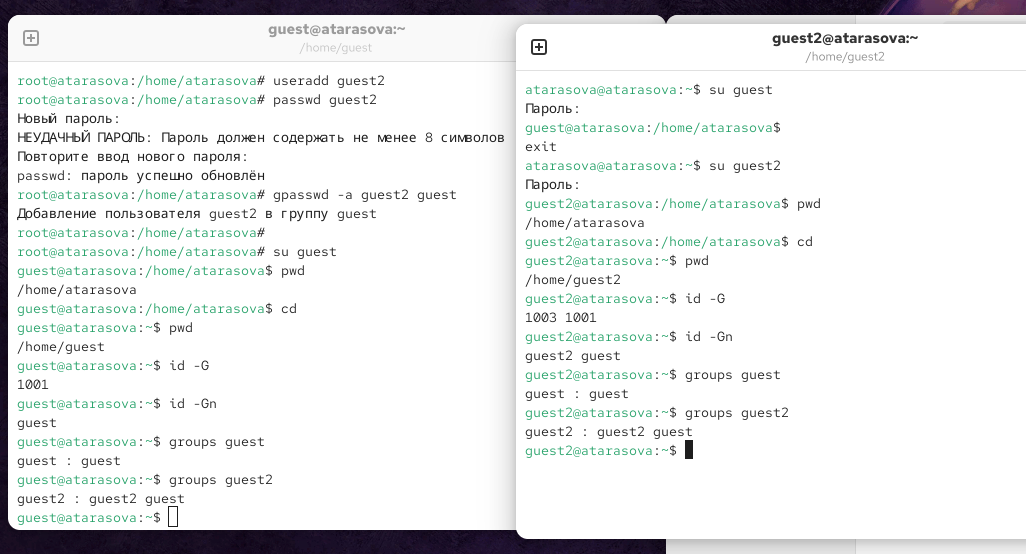 guest@atarasova:~
/home/guest
root@atarasova:/home/atarasova# useradd guest2
root@atarasova:/home/atarasova# passwd guest2
Новый пароль:
НЕУДАЧНЫЙ ПАРОЛЬ: Пароль должен содержать не менее 8 символов
Повторите ввод нового пароля:
passwd: пароль успешно обновлён
root@atarasova:/home/atarasova# gpasswd -a guest2 guest
Добавление пользователя guest2 в группу guest
root@atarasova:/home/atarasova#
root@atarasova:/home/atarasova# su guest
guest@atarasova:/home/atarasova$ pwd
/home/atarasova
guest@atarasova:/home/atarasova$ cd
guest@atarasova:~$ pwd
/home/guest
guest@atarasova:~$ id -G
1001
guest@atarasova:~$ id -Gn
guest
guest@atarasova:~$ groups guest
guest : guest
guest@atarasova:~$ groups guest2
guest2 : guest2 guest
guest@atarasova:~$
guest2@atarasova:~
/home/guest2
atarasova@atarasova:~$ su guest
Пароль:
guest@atarasova:/home/atarasova$
exit
atarasova@atarasova:~$ su guest2
Пароль:
guest2@atarasova:/home/atarasova$ pwd
/home/atarasova
guest2@atarasova:/home/atarasova$ cd
guest2@atarasova:~$ pwd
/home/guest2
guest2@atarasova:~$ id -G
1003 1001
guest2@atarasova:~$ id -Gn
guest2 guest
guest2@atarasova:~$ groups guest
guest : guest
guest2@atarasova:~$ groups guest2
guest2 : guest2 guest
guest2@atarasova:~$